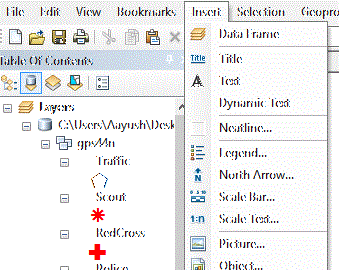 File Edit View Bookmarks Insert Selection Geopro
Table Of Contents
Layers
C:\Users\Aayush\Desk
Traffic
Scout
RedCross
Police
Data Frame
Title Title
A Text
Dynamic Text
Neatline...
Legend...
N North Arrow...
Scale Bar...
1:n Scale Text...
Picture...
Object...